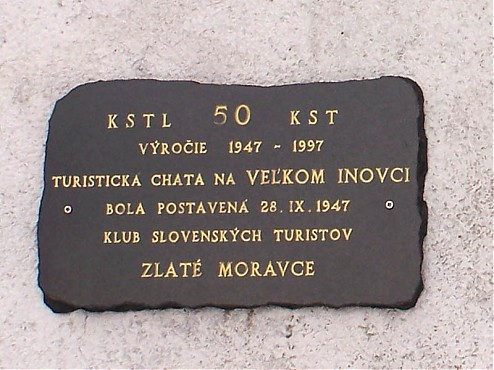 KSTL 50 KST
VÝROČIE 1947 - 1997
TURISTICKÁ CHATA NA VEĽKOM INOVCI
BOLA POSTAVENÁ 28. IX. 1947
KLUB SLOVENSKÝCH TURISTOV
ZLATÉ MORAVCE